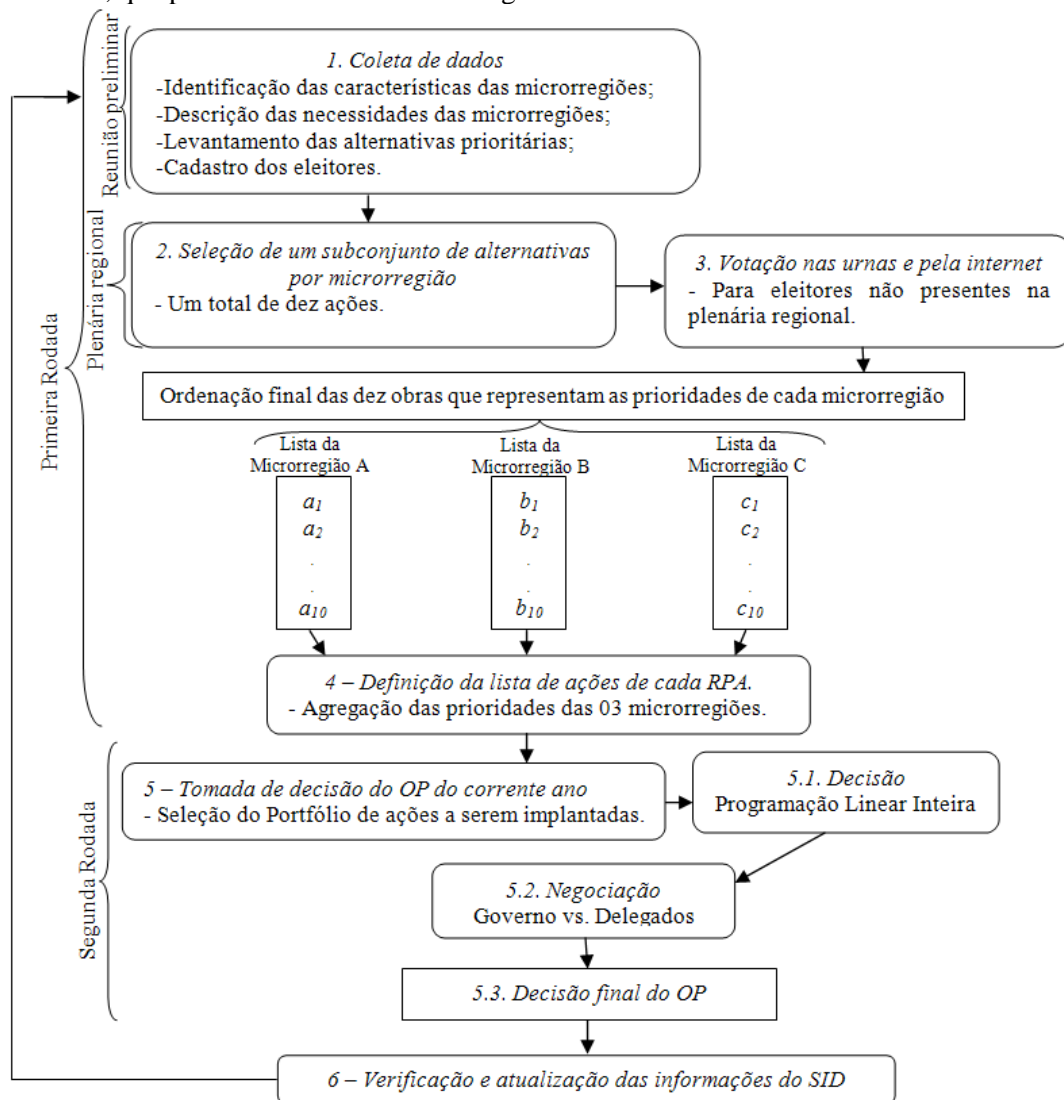 1. Coleta de dados
-Identificação das características das microrregiões;
-Descrição das necessidades das microrregiões;
-Levantamento das alternativas prioritárias;
-Cadastro dos eleitores.
Reunião preliminar
Plenária regional
2. Seleção de um subconjunto de alternativas
por microrregião
- Um total de dez ações.
3. Votação nas urnas e pela internet
- Para eleitores não presentes na
plenária regional.
Primeira Rodada
Ordenação final das dez obras que representam as prioridades de cada microrregião
Lista da
Microrregião A
a1
a2
.
.
a10
Lista da
Microrregião B
b1
b2
.
.
b10
Lista da
Microrregião C
c1
c2
.
.
c10
4 – Definição da lista de ações de cada RPA.
- Agregação das prioridades das 03 microrregiões.
Segunda Rodada
5 – Tomada de decisão do OP do corrente ano
- Seleção do Portfólio de ações a serem implantadas.
5.1. Decisão
Programação Linear Inteira
5.2. Negociação
Governo vs. Delegados
5.3. Decisão final do OP
6 – Verificação e atualização das informações do SID